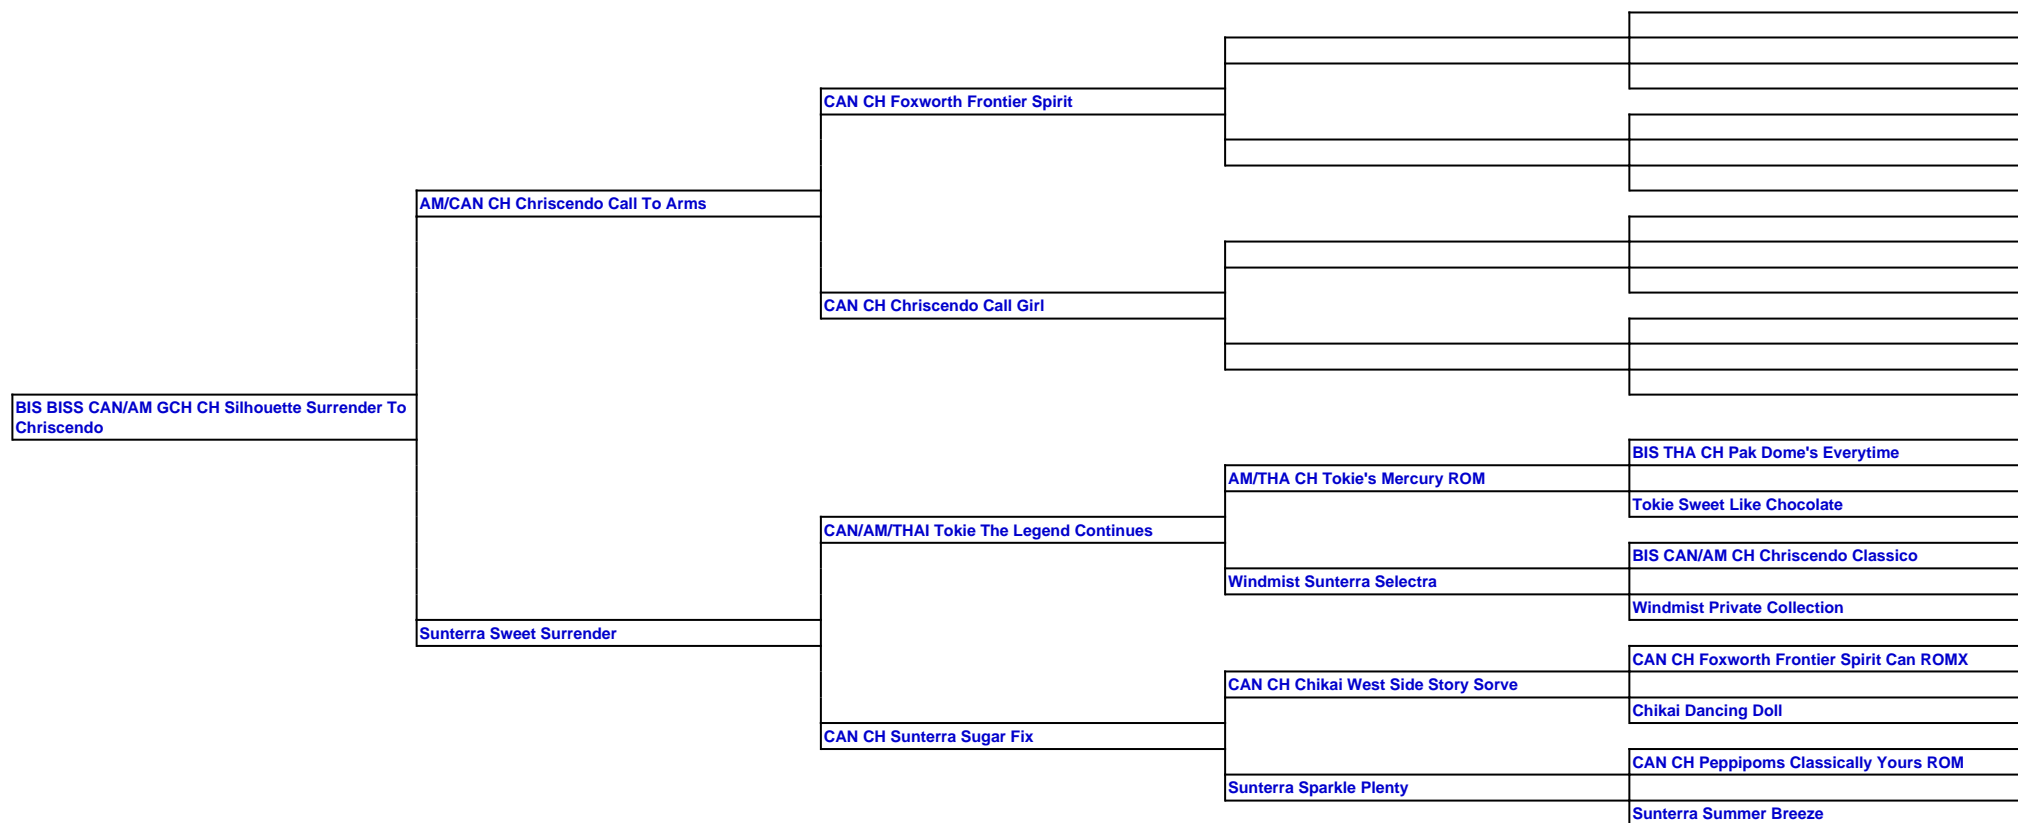 CAN CH Foxworth Frontier Spirit
AM/CAN CH Chriscendo Call To Arms
CAN CH Chriscendo Call Girl
BIS BISS CAN/AM GCH CH Silhouette Surrender To
Chriscendo
BIS THA CH Pak Dome's Everytime
AM/THA CH Tokie's Mercury ROM
Tokie Sweet Like Chocolate
CAN/AM/THAI Tokie The Legend Continues
BIS CAN/AM CH Chriscendo Classico
Windmist Sunterra Selectra
Windmist Private Collection
Sunterra Sweet Surrender
CAN CH Foxworth Frontier Spirit Can ROMX
CAN CH Chikai West Side Story Sorve
Chikai Dancing Doll
CAN CH Sunterra Sugar Fix
CAN CH Peppipoms Classically Yours ROM
Sunterra Sparkle Plenty
Sunterra Summer Breeze